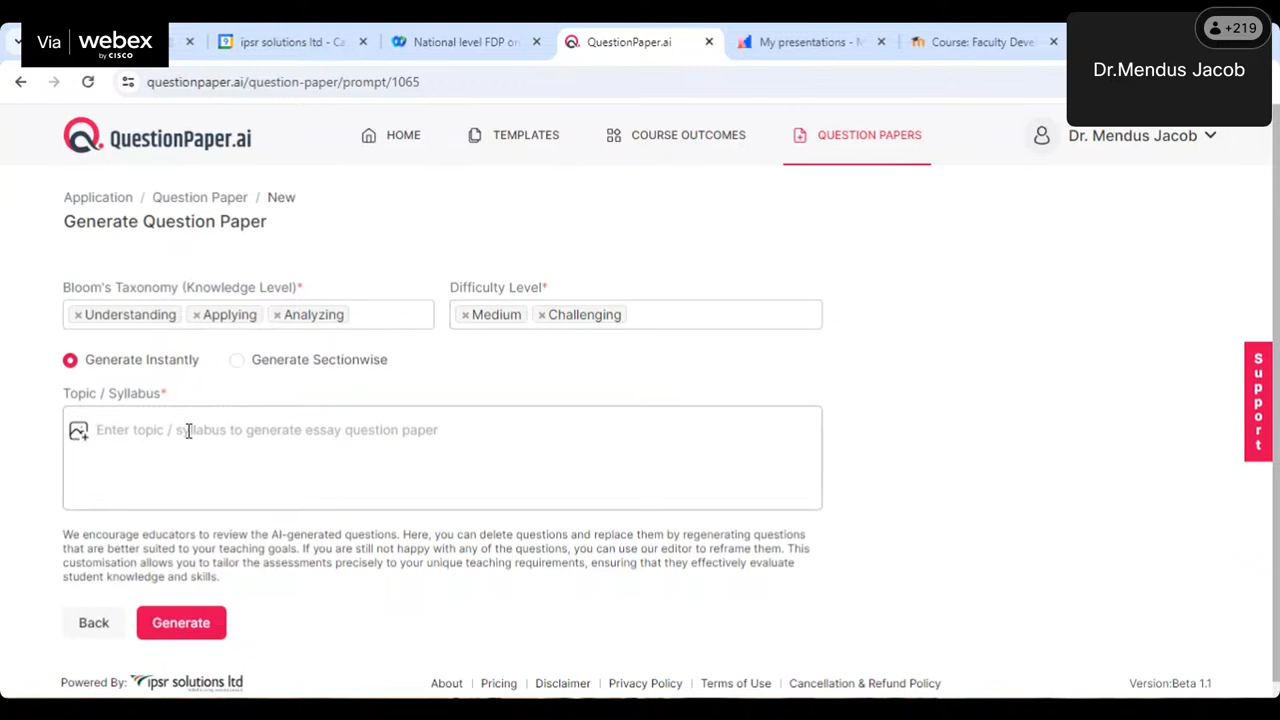 Via webex
by CISCO
ipsr solutions ltd - Ca
National level FDP on
QuestionPaper.ai
My presentations - M
Course: Faculty Deve
+219
Dr.Mendus Jacob
questionpaper.ai/question-paper/prompt/1065
QuestionPaper.ai
HOME
TEMPLATES
COURSE OUTCOMES
QUESTION PAPERS
Dr. Mendus Jacob
Application / Question Paper / New
Generate Question Paper
Bloom's Taxonomy (Knowledge Level)*
Difficulty Level*
× Understanding × Applying × Analyzing
× Medium × Challenging
Generate Instantly
Generate Sectionwise
Topic / Syllabus*
Enter topic / syllabus to generate essay question paper
Support
We encourage educators to review the AI-generated questions. Here, you can delete questions and replace them by regenerating questions
that are better suited to your teaching goals. If you are still not happy with any of the questions, you can use our editor to reframe them. This
customisation allows you to tailor the assessments precisely to your unique teaching requirements, ensuring that they effectively evaluate
student knowledge and skills.
Back
Generate
Powered By: ipsr solutions ltd
About | Pricing | Disclaimer | Privacy Policy | Terms of Use | Cancellation & Refund Policy
Version:Beta 1.1